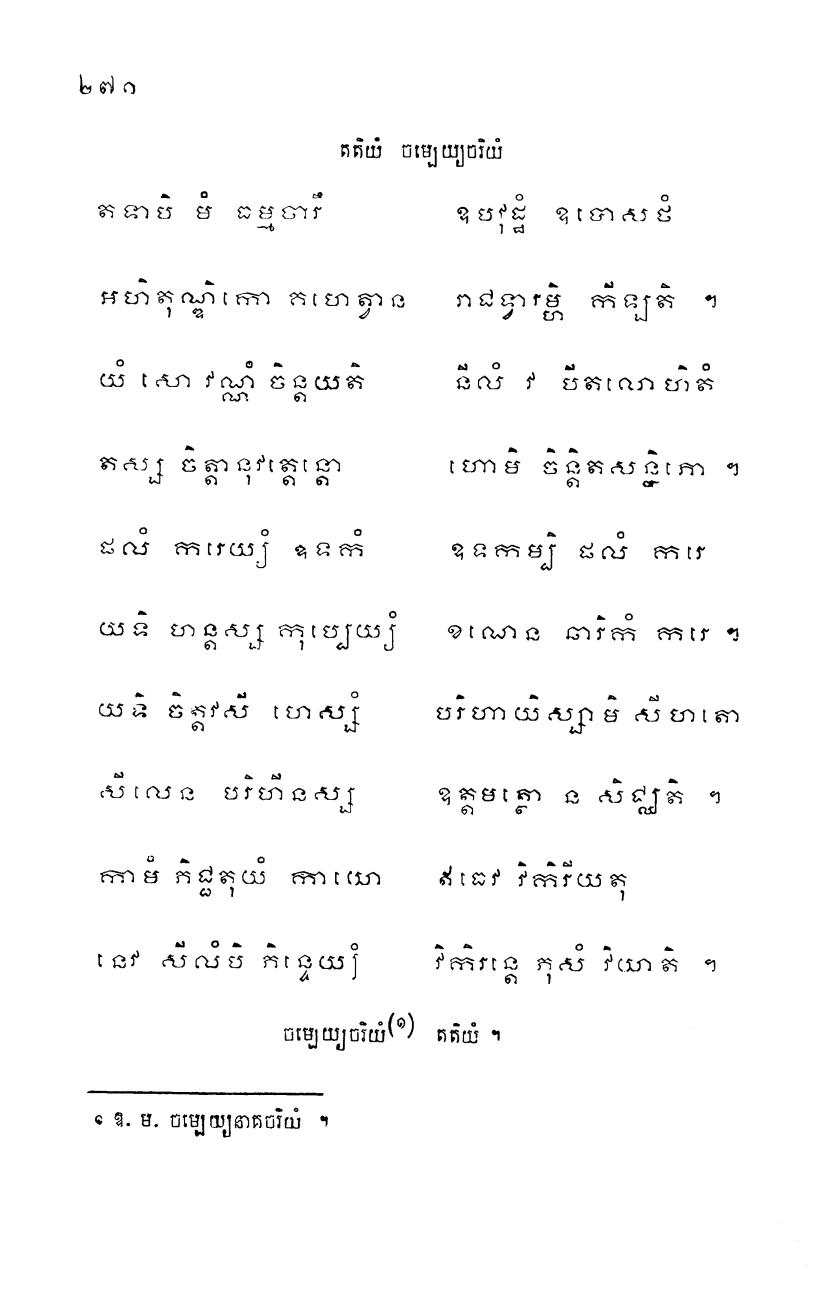 ២៧១
តតិយំ ចម្បេយ្យចរិយំ
តទាបិ មំ ធម្មចារឹ ឧបវុដ្ឋំ ឧបោសថំ
អហិតុណ្ឌិកោ គហេត្វាន រាជទ្វារម្ហិ កីឡតិ ។
យំ សោ វណ្ណំ ចិន្តយតិ នីលំ វ បីតលោហិតំ
តស្ស ចិត្តានុវត្តេន្តោ ហោមិ ចិន្តិតសន្និភោ ។
ជលំ ករេយ្យំ ឧទកំ ឧទកម្បិ ជលំ ករេ
យទិ ហន្តស្ស កុប្បេយ្យំ ខណេន ឆារិកំ ករេ ។
យទិ ចិត្តវសី ហេស្សំ បរិហាយិស្សាមិ សីលតោ
សីលេន បរិហីនស្ស ឧត្តមត្ថោ ន សិជ្ឈតិ ។
កាមំ ភិជ្ជតុយំ កាយោ ឥធេវ វិកិរីយតុ
នេវ សីលំបិ ភិន្ទេយ្យំ វិកិរន្តេ ភុសំ វិយាតិ ។
ចម្បេយ្យចរិយំ(១) តតិយំ ។
១ ឱ. ម. ចម្បេយ្យនាគចរិយំ ។